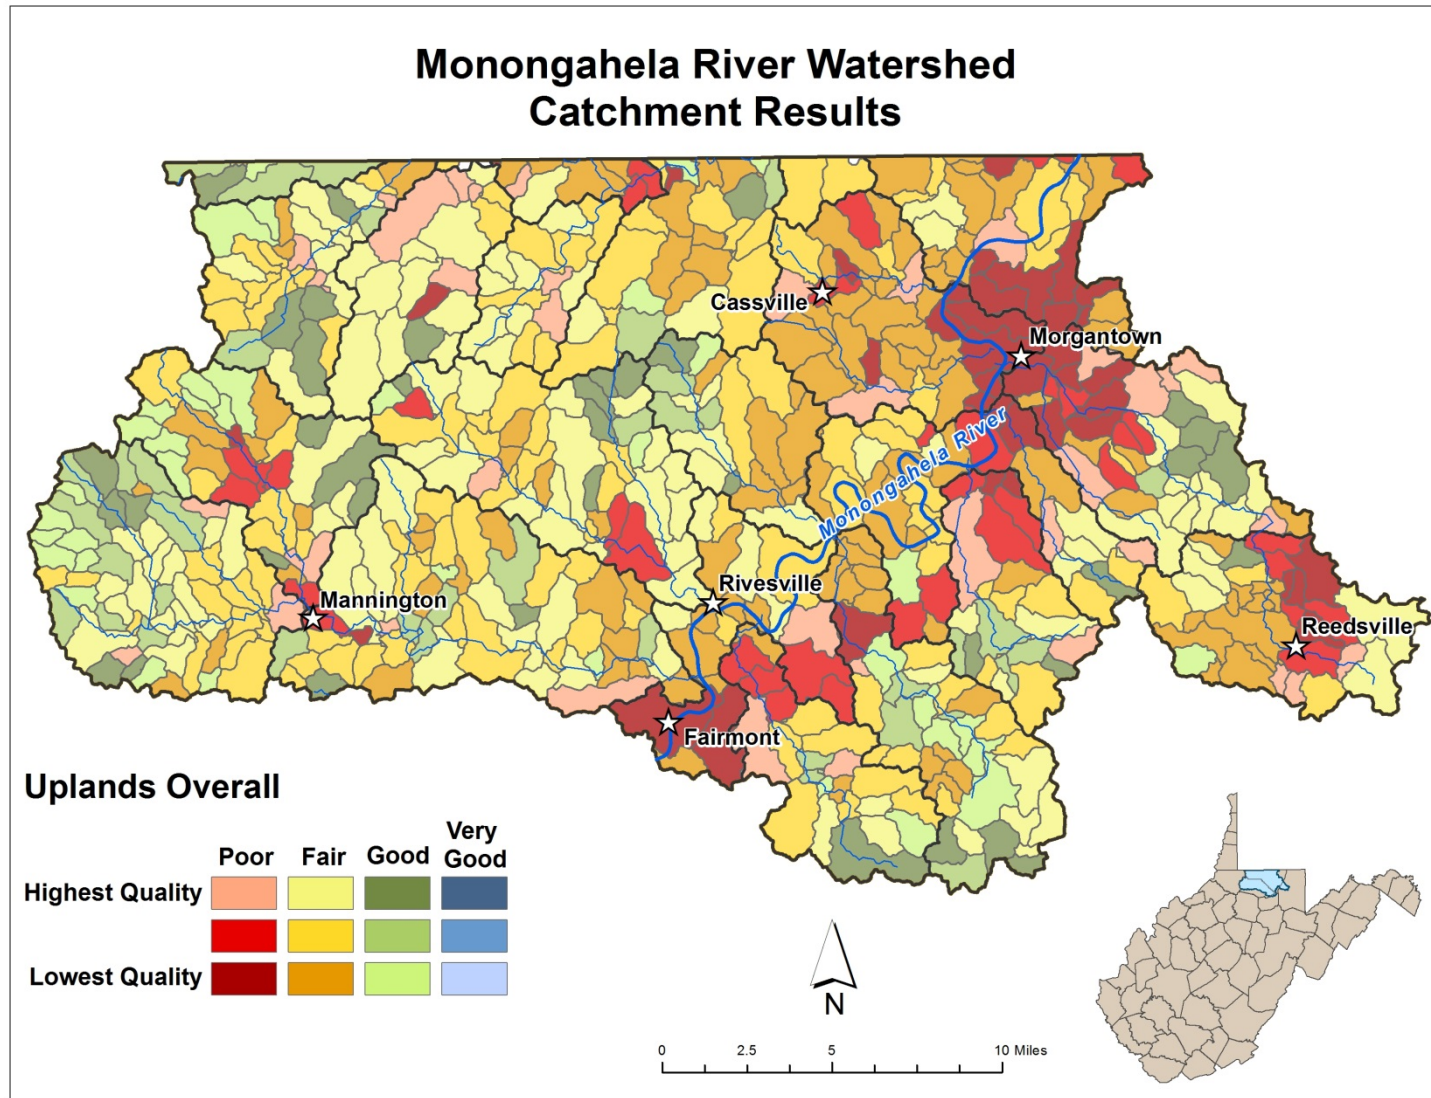 Monongahela River Watershed
Catchment Results
Cassville
Morgantown
Monongahela River
Rivesville
Mannington
Reedsville
Fairmont
Uplands Overall
Poor Fair Good Very Good
Highest Quality
Lowest Quality
N
0 2.5 5 10 Miles